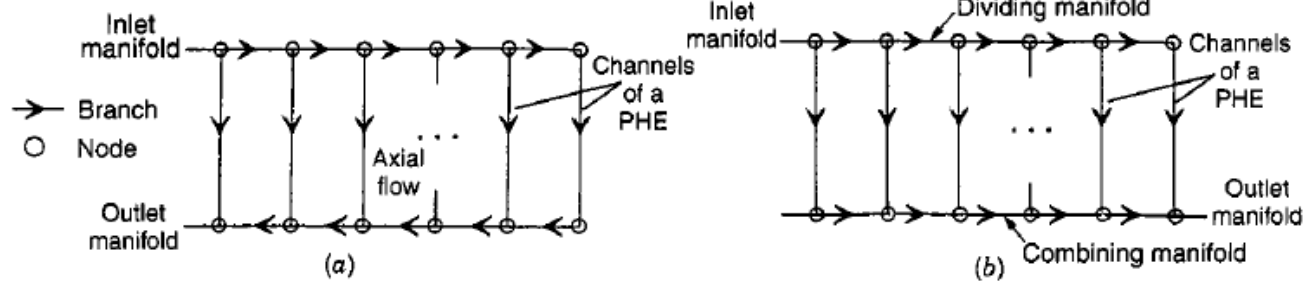 Inlet
manifold
Channels
of a
PHE
Branch
Node
Axial
flow
. . .
Outlet
manifold
(a)
Inlet
manifold
Dividing manifold
Channels
of a
PHE
. . .
Outlet
manifold
Combining manifold
(b)